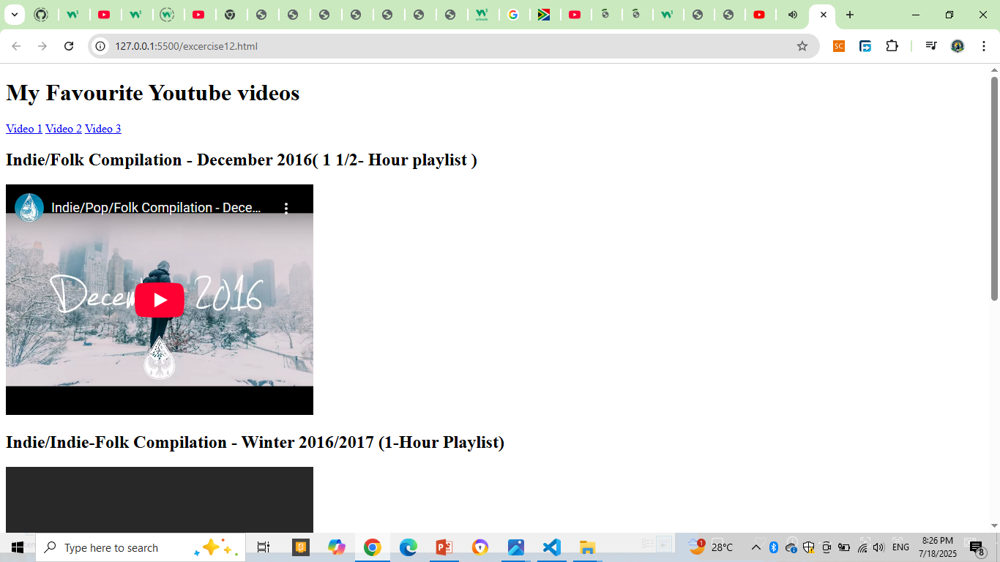 127.0.0.1:5500/excercise12.html
SC
My Favourite Youtube videos
Video 1 Video 2 Video 3
Indie/Folk Compilation - December 2016( 1 1/2- Hour playlist )
Indie/Pop/Folk Compilation - Dece...
December 2016
Indie/Indie-Folk Compilation - Winter 2016/2017 (1-Hour Playlist)
Type here to search
1
28°C
ENG
8:26 PM
7/18/2025
8